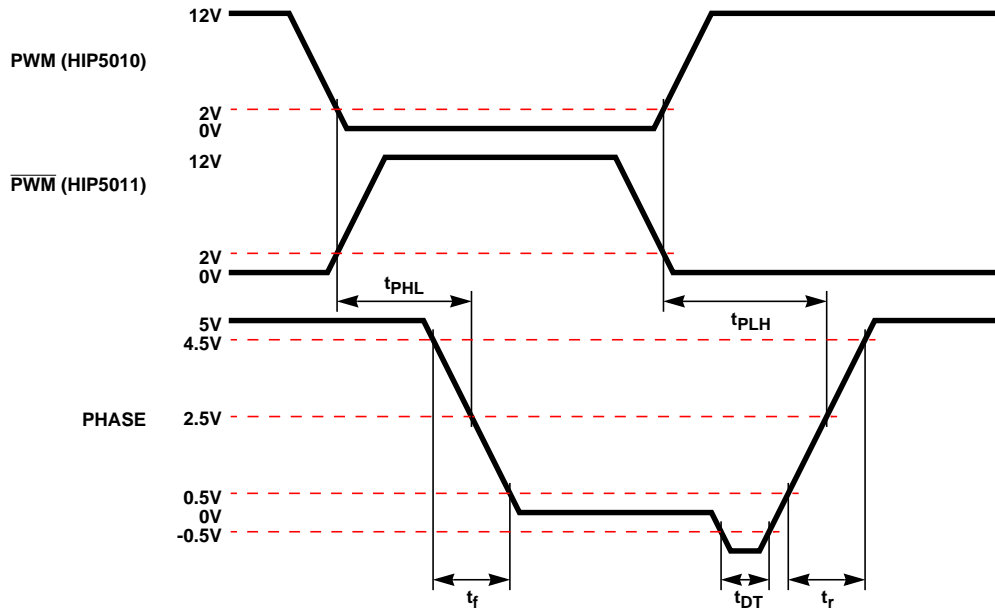 12V
PWM (HIP5010)
2V
0V
12V
PWM (HIP5011)
2V
0V
tPHL
tPLH
5V
4.5V
PHASE
2.5V
0.5V
0V
-0.5V
tf
tDT
tr